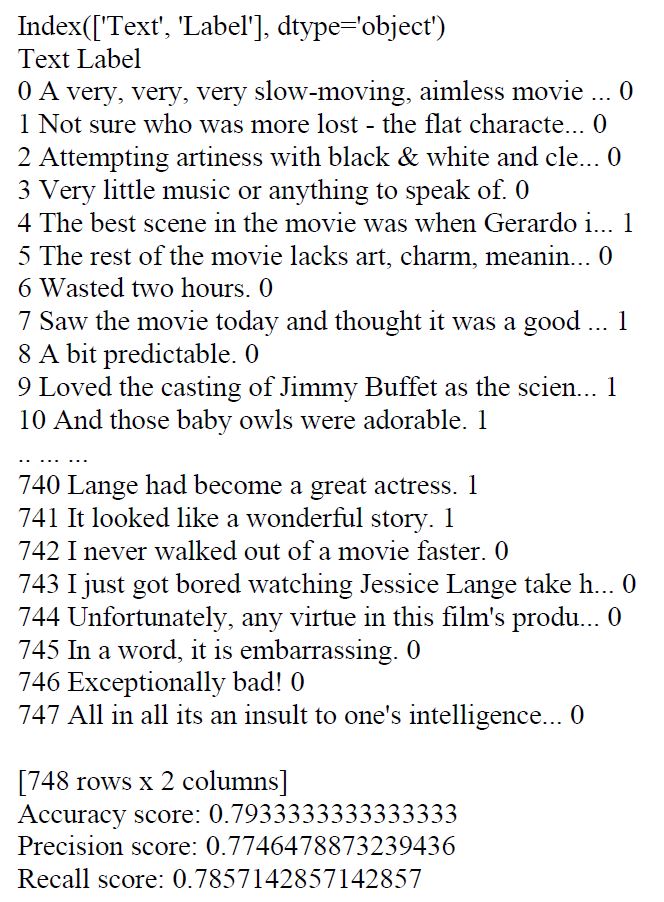 Index(['Text', 'Label'], dtype='object')
Text Label
0 A very, very, very slow-moving, aimless movie ... 0
1 Not sure who was more lost - the flat characte... 0
2 Attempting artiness with black & white and cle... 0
3 Very little music or anything to speak of. 0
4 The best scene in the movie was when Gerardo i... 1
5 The rest of the movie lacks art, charm, meanin... 0
6 Wasted two hours. 0
7 Saw the movie today and thought it was a good ... 1
8 A bit predictable. 0
9 Loved the casting of Jimmy Buffet as the scien... 1
10 And those baby owls were adorable. 1
.. ... ...
740 Lange had become a great actress. 1
741 It looked like a wonderful story. 1
742 I never walked out of a movie faster. 0
743 I just got bored watching Jessice Lange take h... 0
744 Unfortunately, any virtue in this film's produ... 0
745 In a word, it is embarrassing. 0
746 Exceptionally bad! 0
747 All in all its an insult to one's intelligence... 0
[748 rows x 2 columns]
Accuracy score: 0.7933333333333333
Precision score: 0.7746478873239436
Recall score: 0.7857142857142857